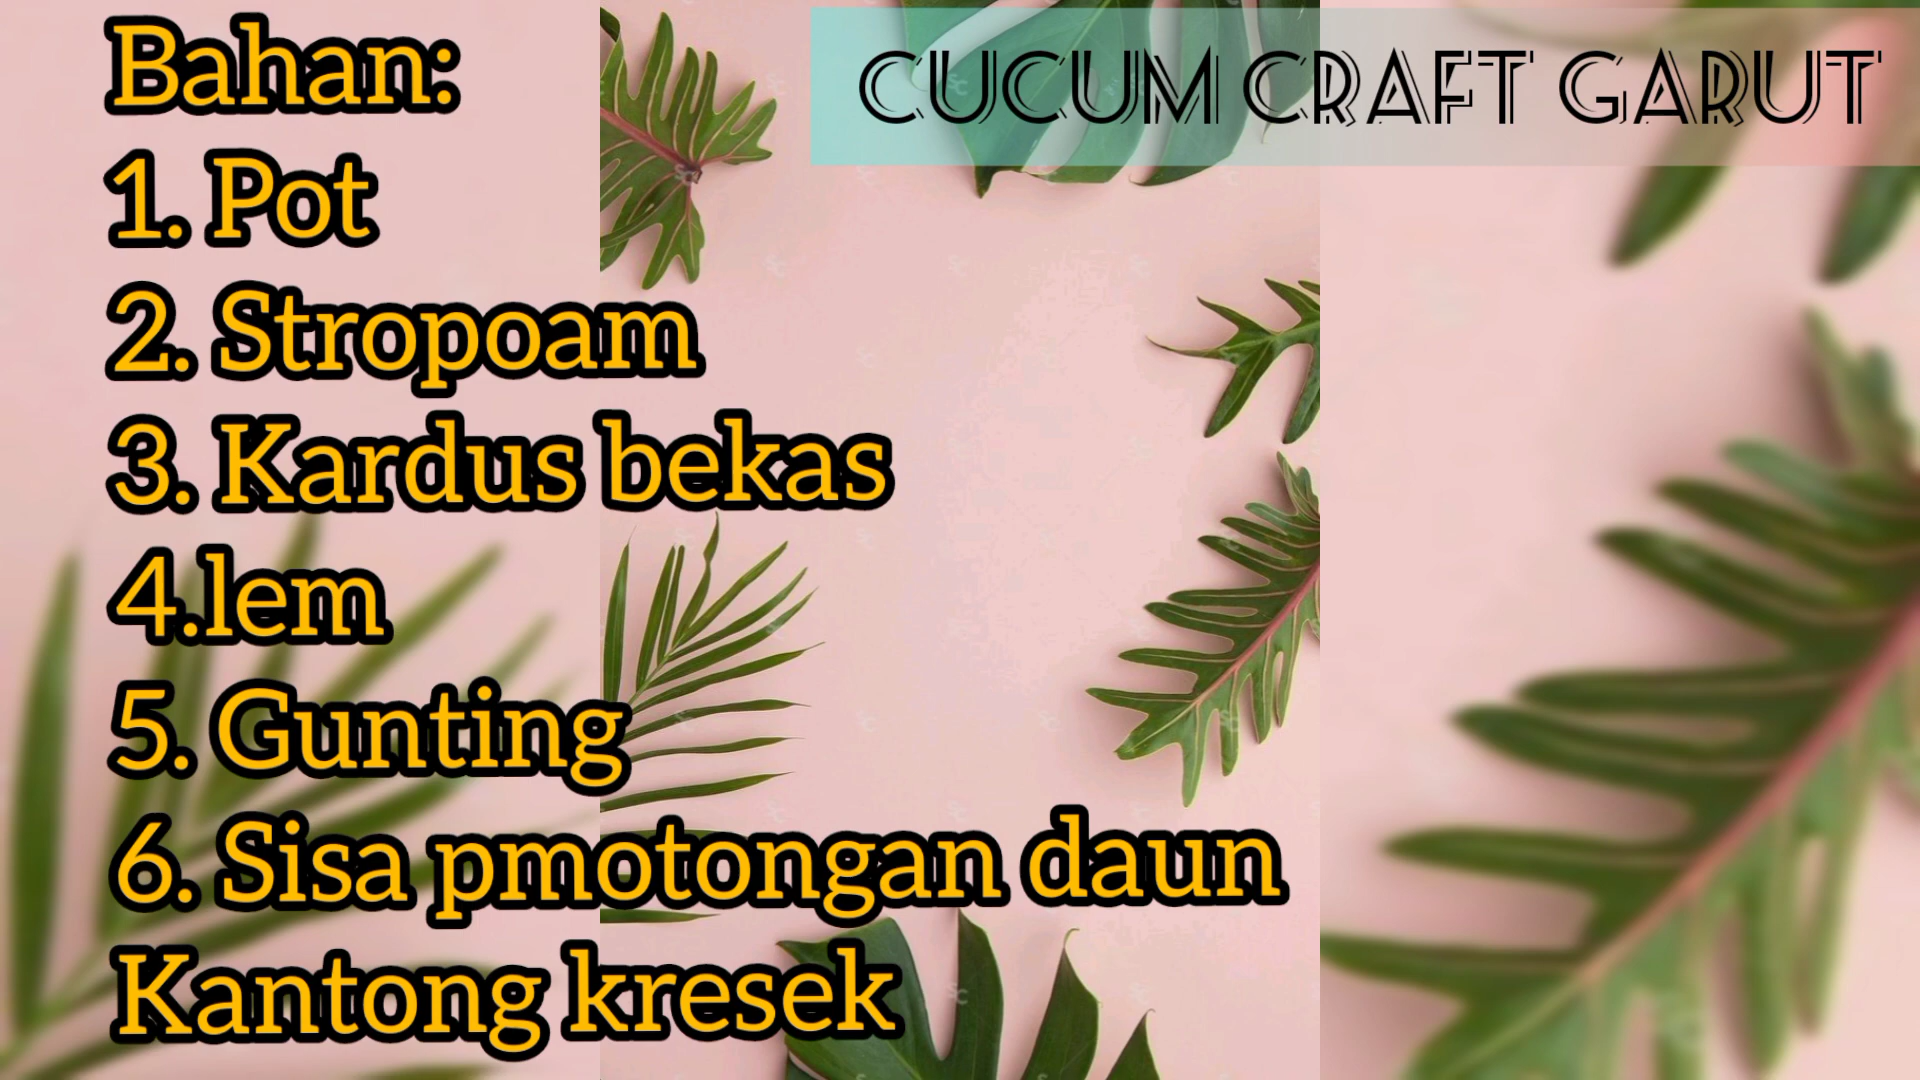 Bahan:
CUCUM CRAFT GARUT
1. Pot
2. Stropoam
3. Kardus bekas
4.lem
5. Gunting
6. Sisa pmotongan daun
Kantong kresek